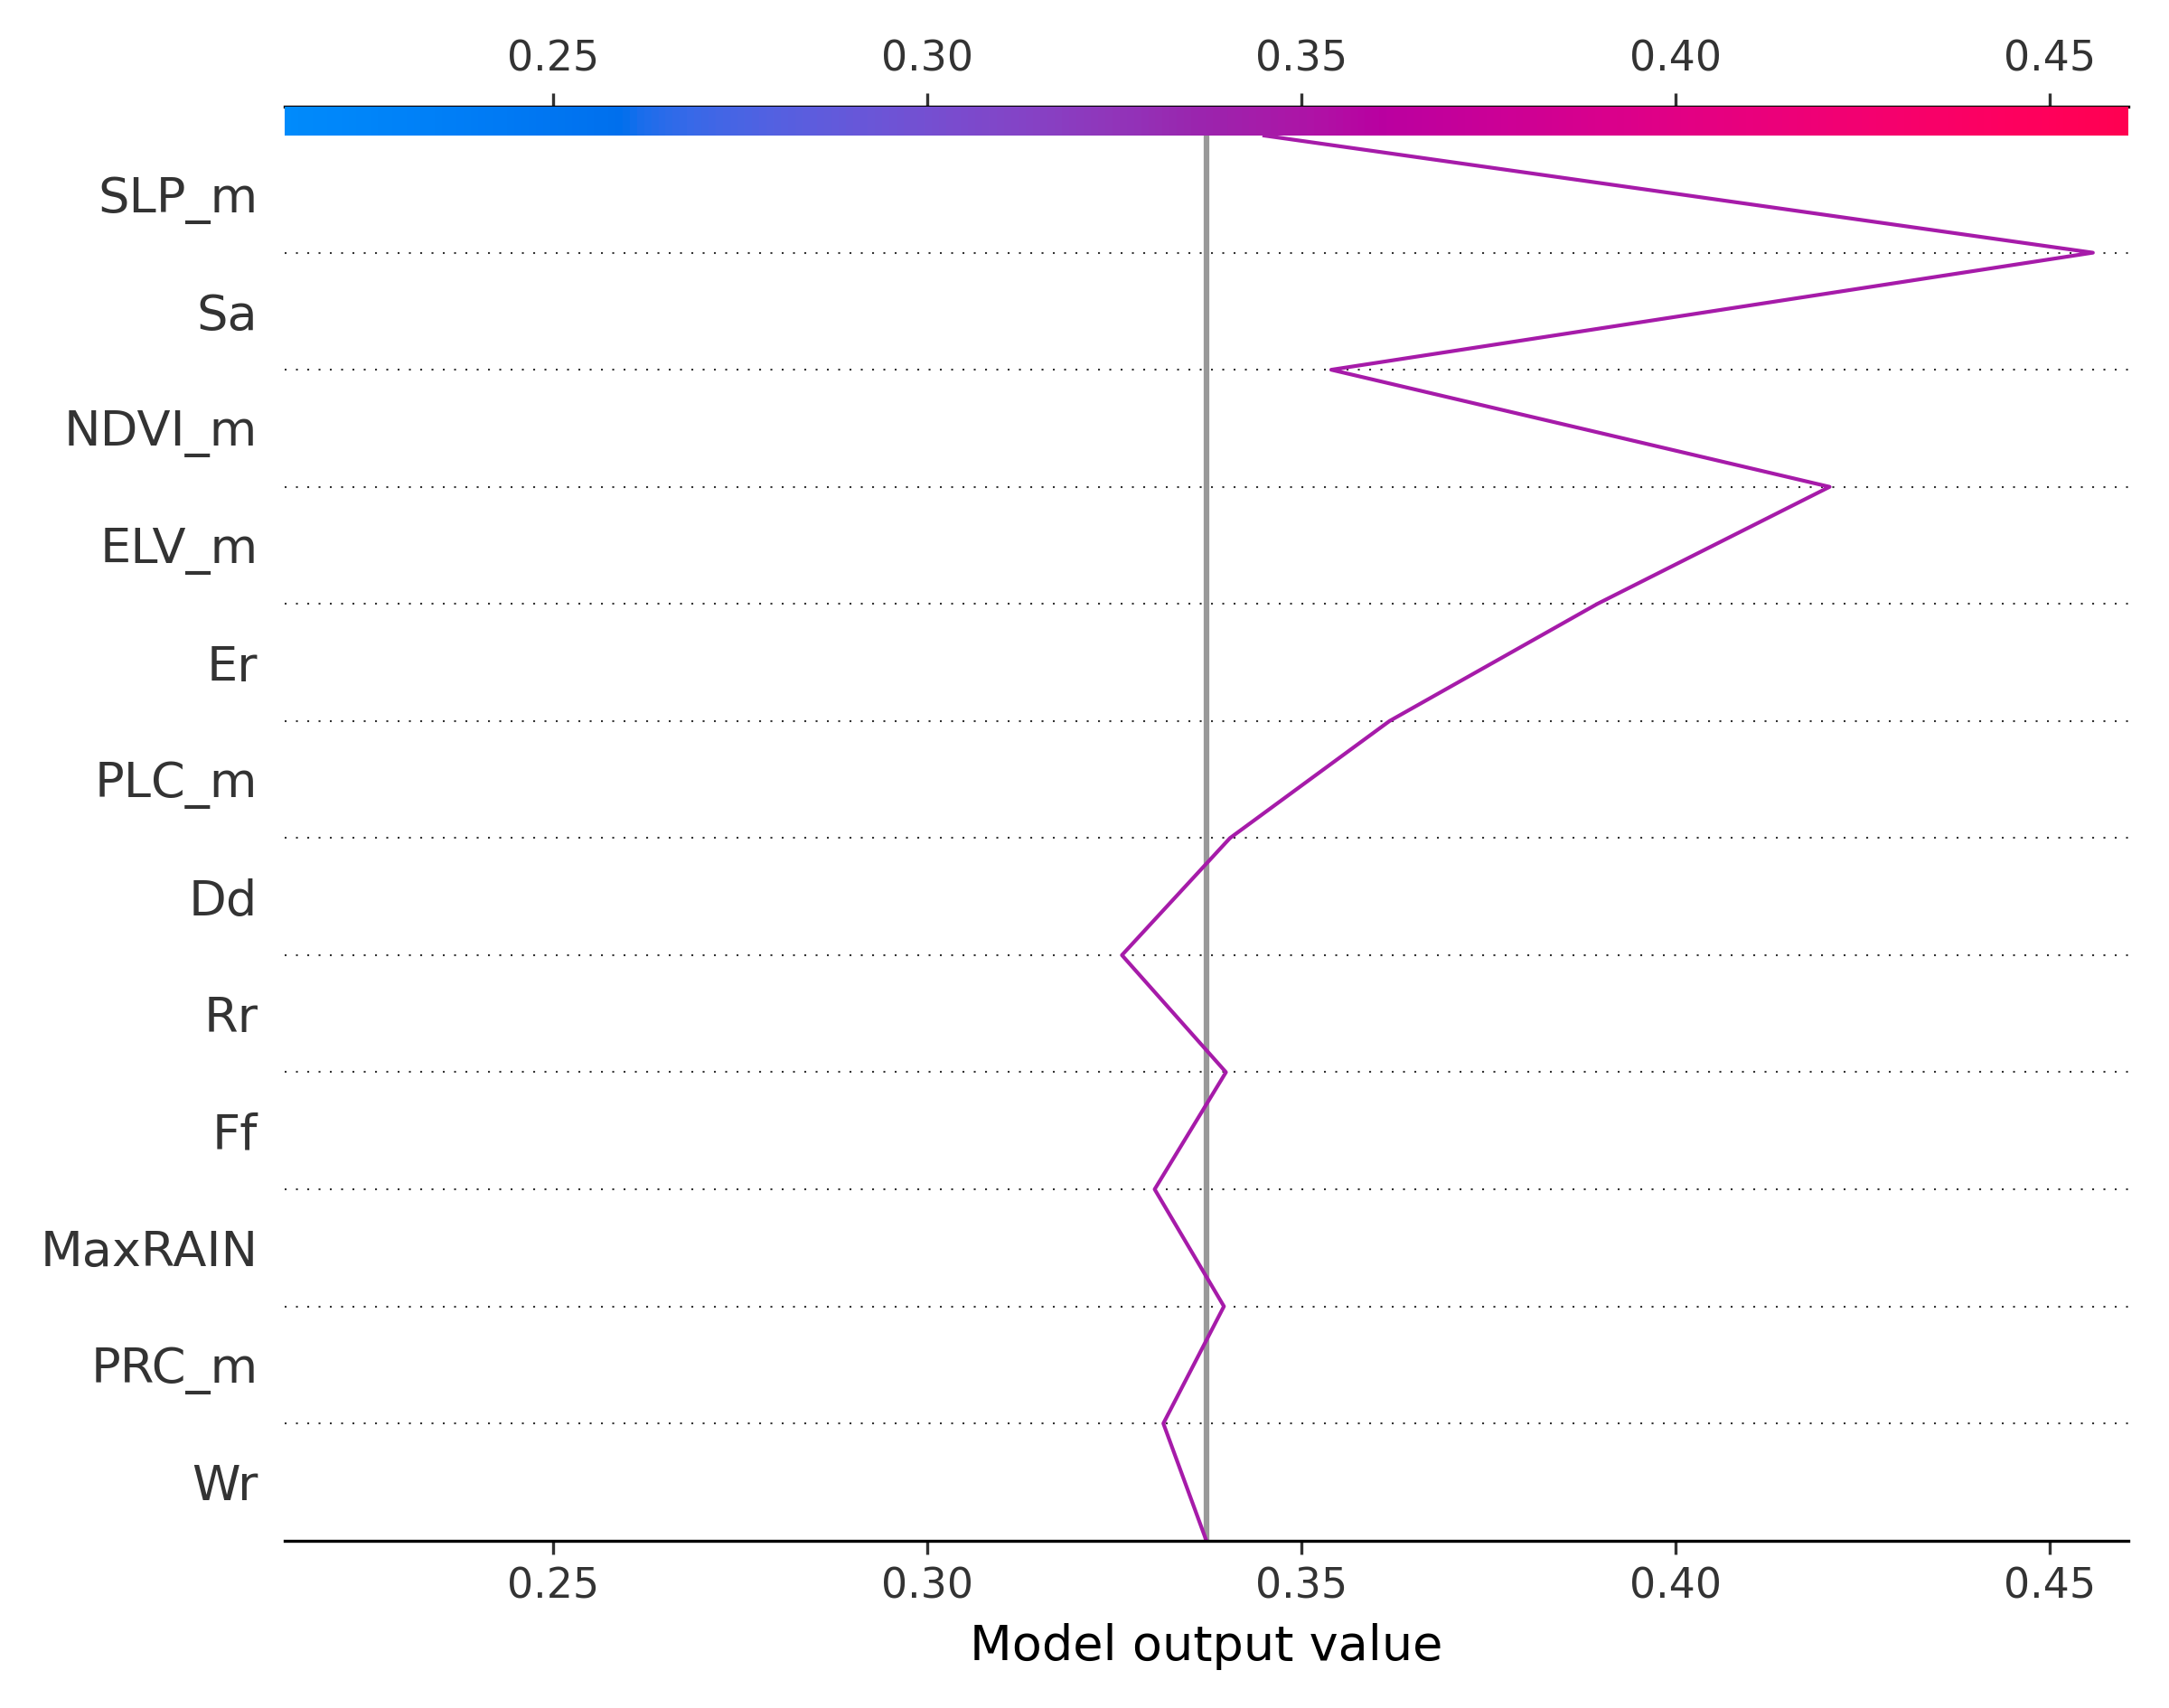 0.25 0.30 0.35 0.40 0.45
SLP_m
Sa
NDVI_m
ELV_m
Er
PLC_m
Dd
Rr
Ff
MaxRAIN
PRC_m
Wr
0.25 0.30 0.35 0.40 0.45
Model output value